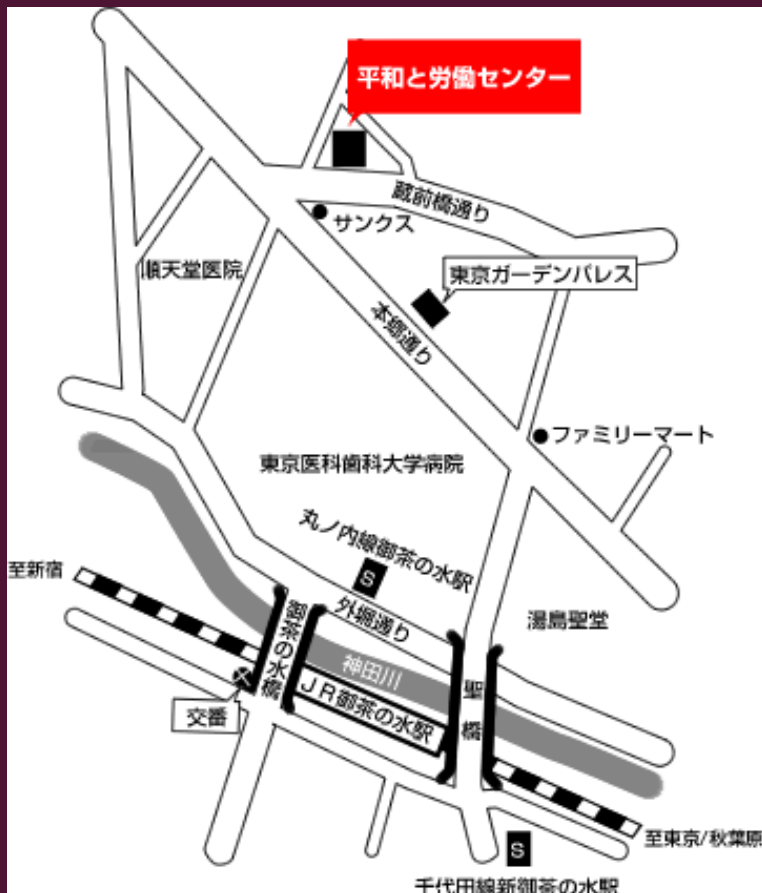 平和と労働センター
蔵前橋通り
サンクス
順天堂医院
東京ガーデンパレス
本郷通り
ファミリーマート
東京医科歯科大学病院
丸ノ内線御茶の水駅
S
至新宿
外堀通り
湯島聖堂
御茶の水橋
神田川
JR御茶の水駅
聖橋
交番
至東京/秋葉原
S
千代田線新御茶の水駅